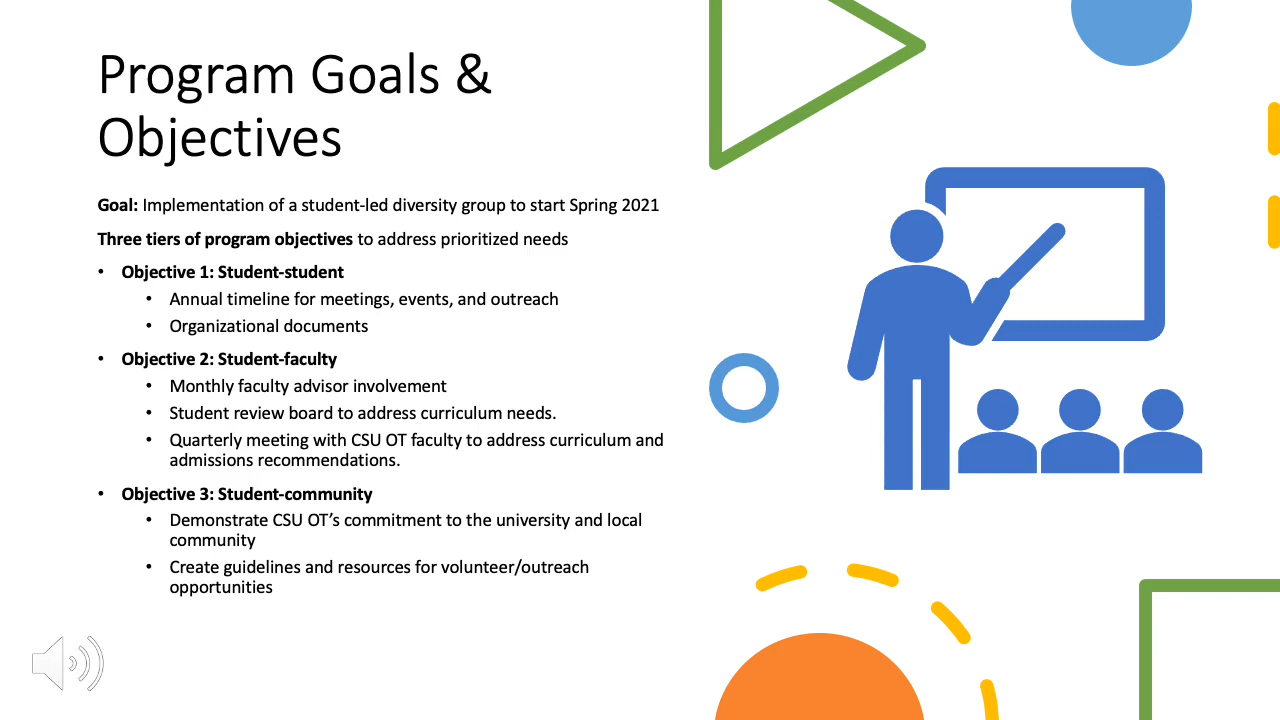 Program Goals &
Objectives
Goal: Implementation of a student-led diversity group to start Spring 2021
Three tiers of program objectives to address prioritized needs
• Objective 1: Student-student
• Annual timeline for meetings, events, and outreach
• Organizational documents
• Objective 2: Student-faculty
• Monthly faculty advisor involvement
• Student review board to address curriculum needs.
• Quarterly meeting with CSU OT faculty to address curriculum and
admissions recommendations.
• Objective 3: Student-community
• Demonstrate CSU OT’s commitment to the university and local
community
• Create guidelines and resources for volunteer/outreach
opportunities